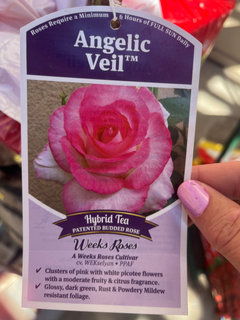 Roses Require a Minimum 6 Hours of FULL SUN Daily
Angelic
Veil™
Hybrid Tea
PATENTED BUDDED ROSE
Weeks Roses
A Weeks Roses Cultivar
cv. WEKselyon • PPAF
✓ Clusters of pink with white picotee flowers
with a moderate fruity & citrus fragrance.
✓ Glossy, dark green, Rust & Powdery Mildew
resistant foliage.